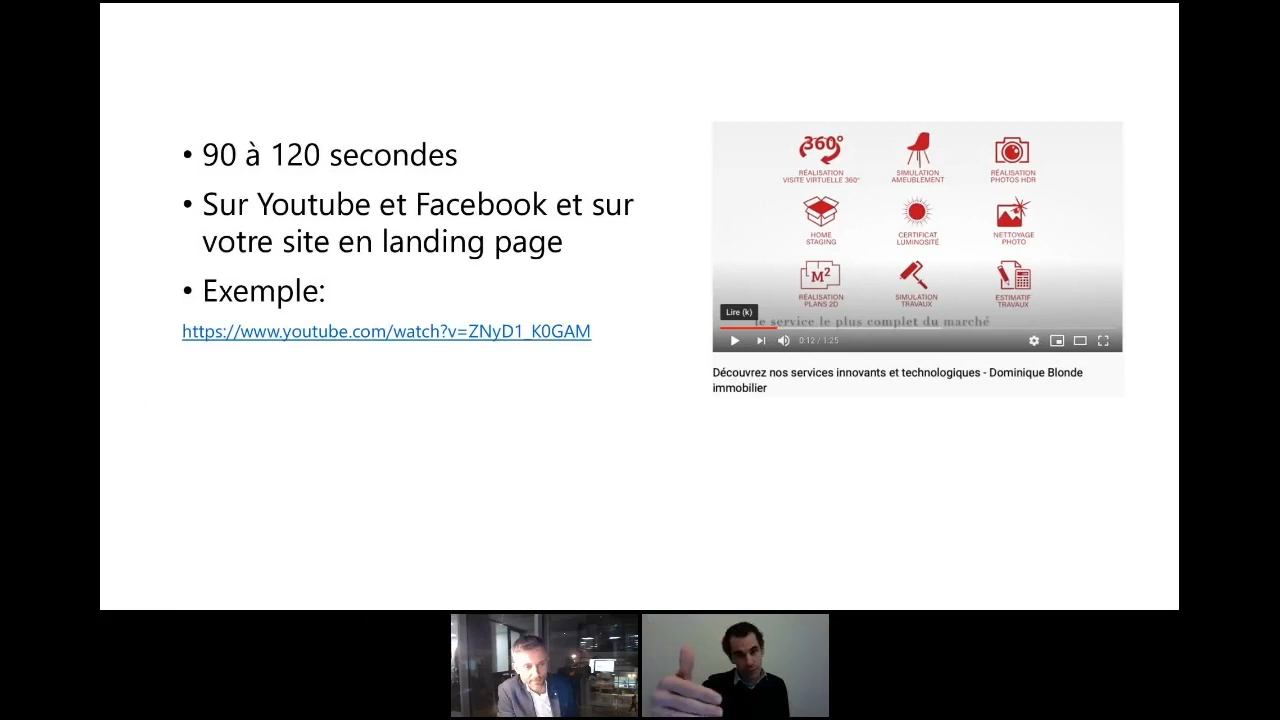 • 90 à 120 secondes
• Sur Youtube et Facebook et sur
votre site en landing page
• Exemple:
https://www.youtube.com/watch?v=ZNyD1_K0GAM
360°
RÉALISATION
VISITE VIRTUELLE 360°
SIMULATION
AMEUBLEMENT
RÉALISATION
PHOTOS HDR
HOME
STAGING
CERTIFICAT
LUMINOSITÉ
NETTOYAGE
PHOTO
M²
RÉALISATION
PLANS 2D
SIMULATION
TRAVAUX
ESTIMATIF
TRAVAUX
Lire (k)
le service le plus complet du marché
0:12 / 1:25
Découvrez nos services innovants et technologiques - Dominique Blonde
immobilier